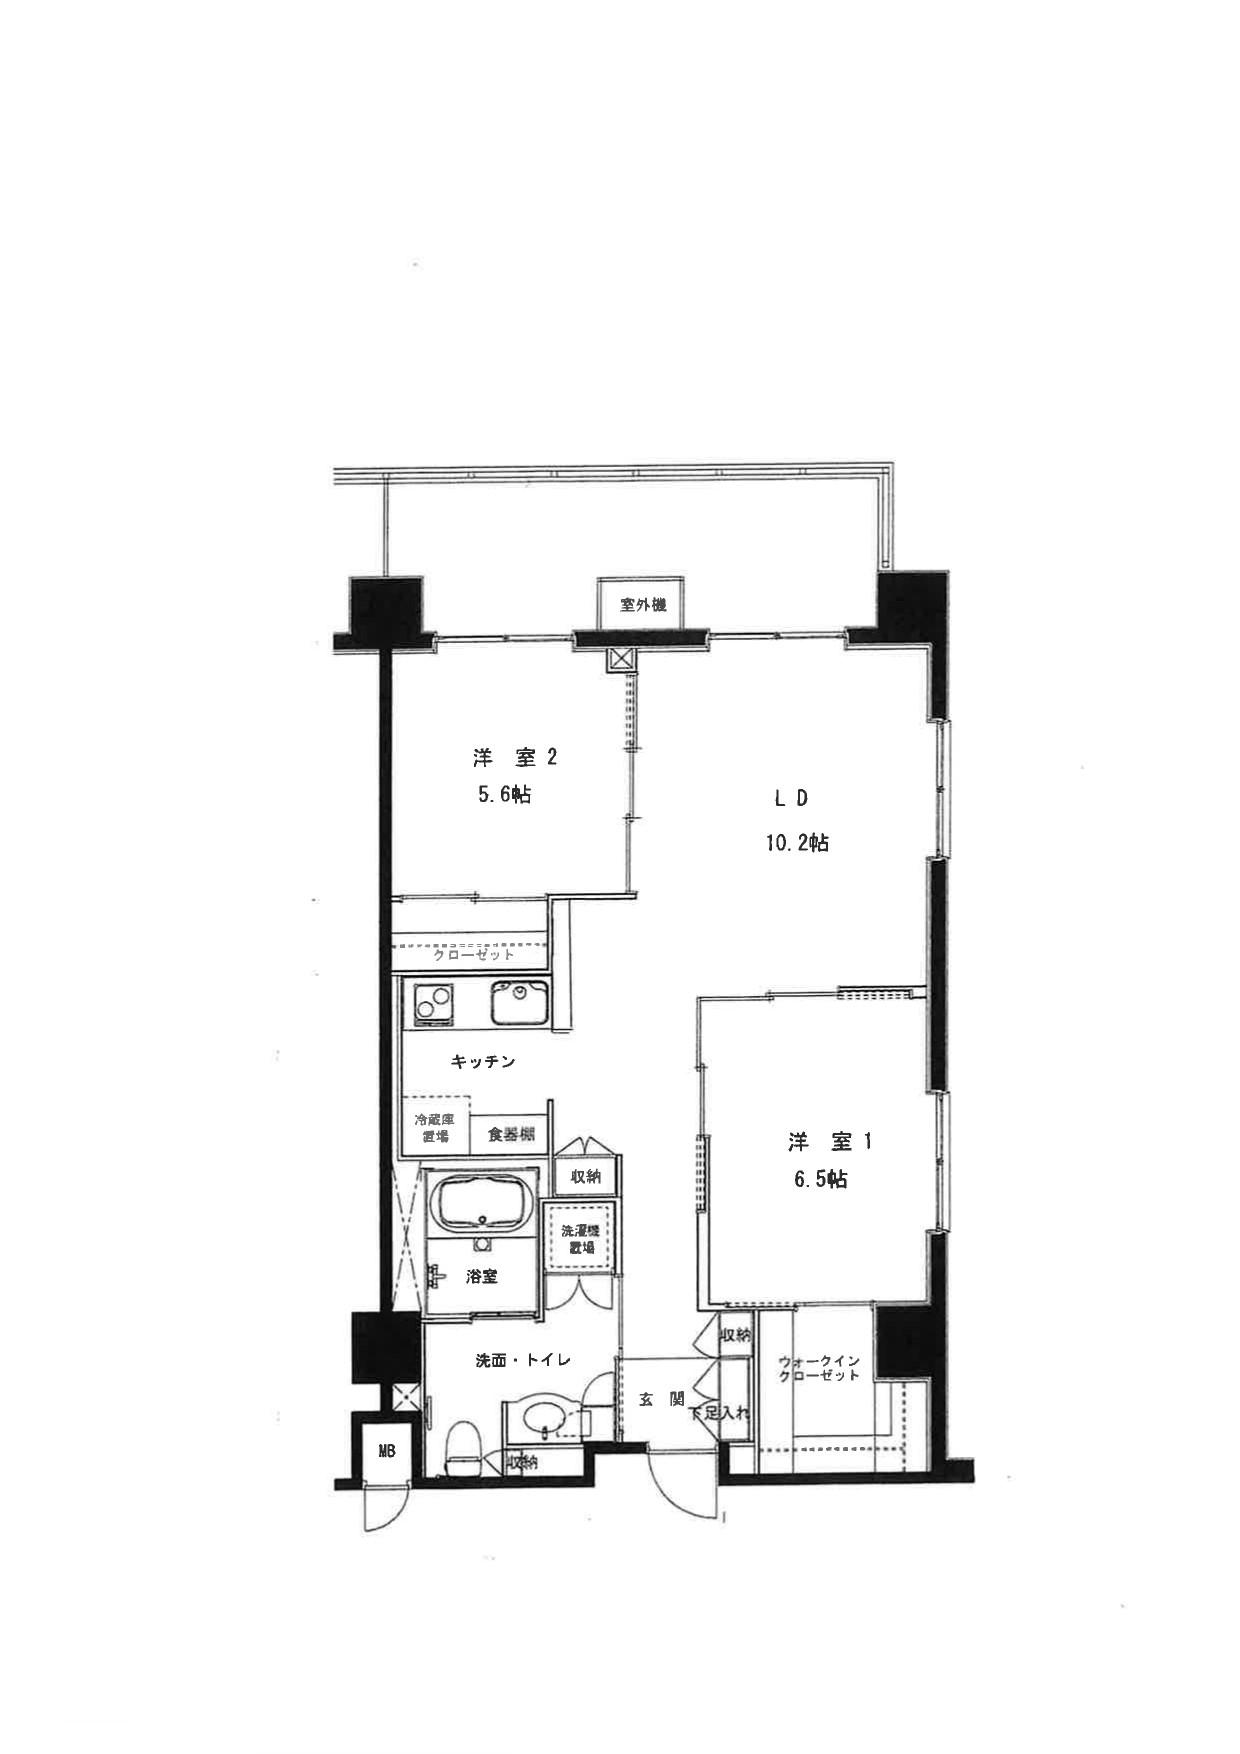 室外機
洋 室 2
5.6帖
L D
10.2帖
クローゼット
キッチン
冷蔵庫
置場
食器棚
洋 室 1
6.5帖
収納
洗濯機
置場
浴室
収納
洗面・トイレ
ウォークイン
クローゼット
玄 関
下足入れ
MB
収納